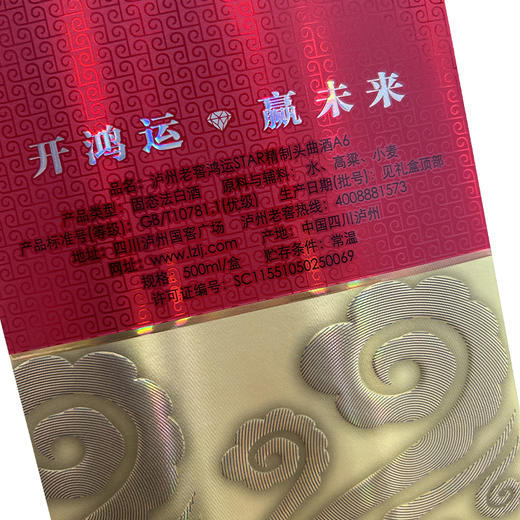 开鸿运 赢未来
品名：泸州老窖鸿运STAR精制头曲酒A6
产品类型：固态法白酒 原料与辅料：水、高粱、小麦
产品标准号(等级)：GB/T10781.1(优级) 生产日期(批号)：见礼盒顶部
地址：四川泸州国窖广场 泸州老窖热线：4008881573
网址：www.lzlj.com 产地：中国四川泸州
规格：500ml/盒 贮存条件：常温
许可证编号：SC11551050250069